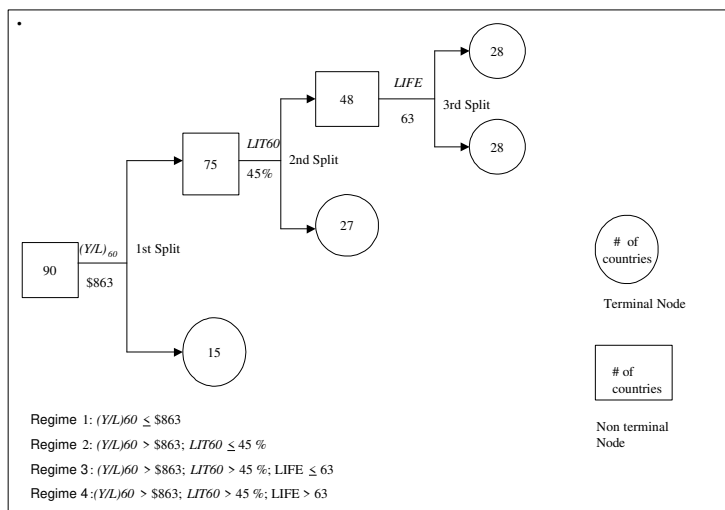 28
LIFE
48
3rd Split
63
LIT60
75
2nd Split
45%
28
27
(Y/L)60
1st Split
90
$863
# of
countries
Terminal Node
15
# of
countries
Non terminal
Node
Regime 1: (Y/L)60 ≤ $863
Regime 2: (Y/L)60 > $863; LIT60 ≤ 45 %
Regime 3: (Y/L)60 > $863; LIT60 > 45 %; LIFE ≤ 63
Regime 4 :(Y/L)60 > $863; LIT60 > 45 %; LIFE > 63